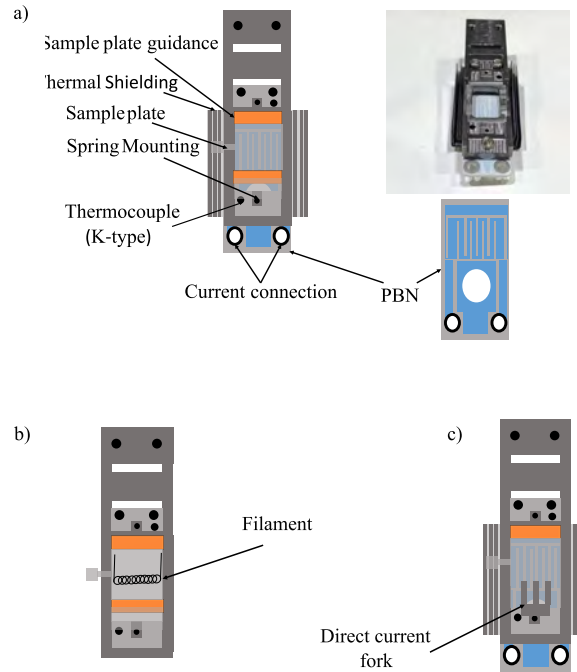 a)
Sample plate guidance
Thermal Shielding
Sample plate
Spring Mounting
Thermocouple
(K-type)
Current connection
PBN
b)
c)
Filament
Direct current
fork